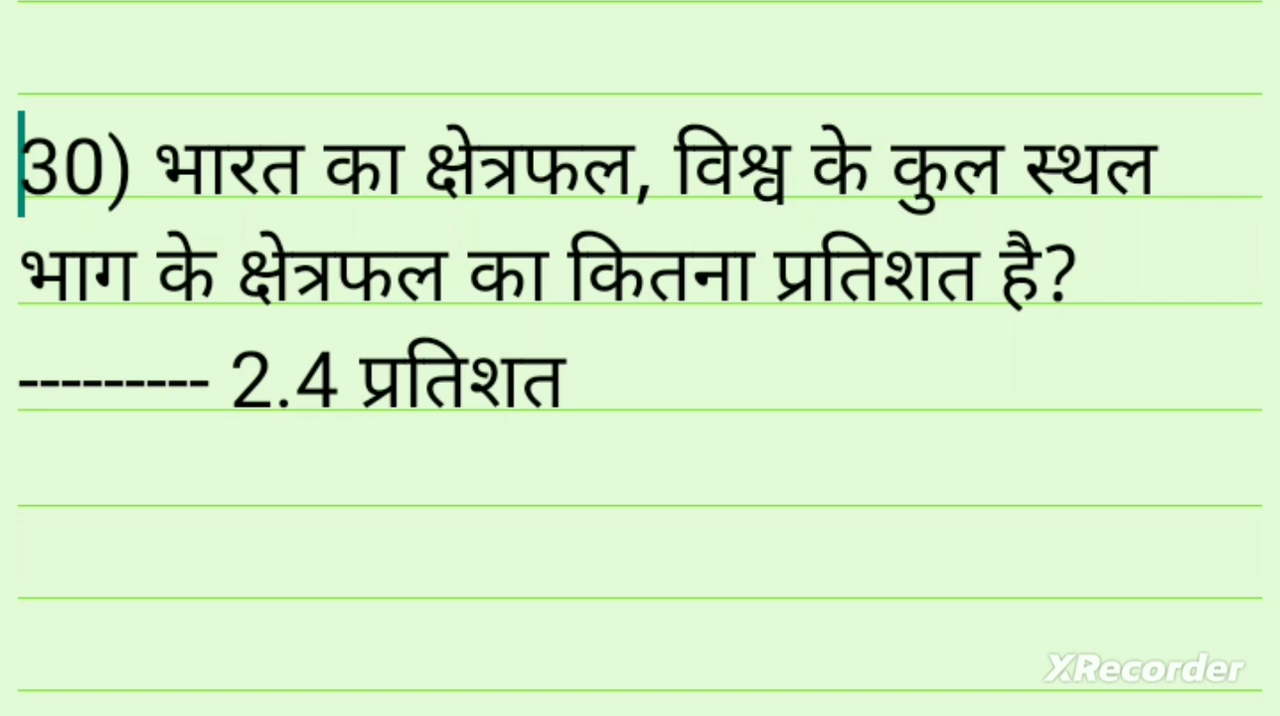 30) भारत का क्षेत्रफल, विश्व के कुल स्थल
भाग के क्षेत्रफल का कितना प्रतिशत है?
--------- 2.4 प्रतिशत
XRecorder